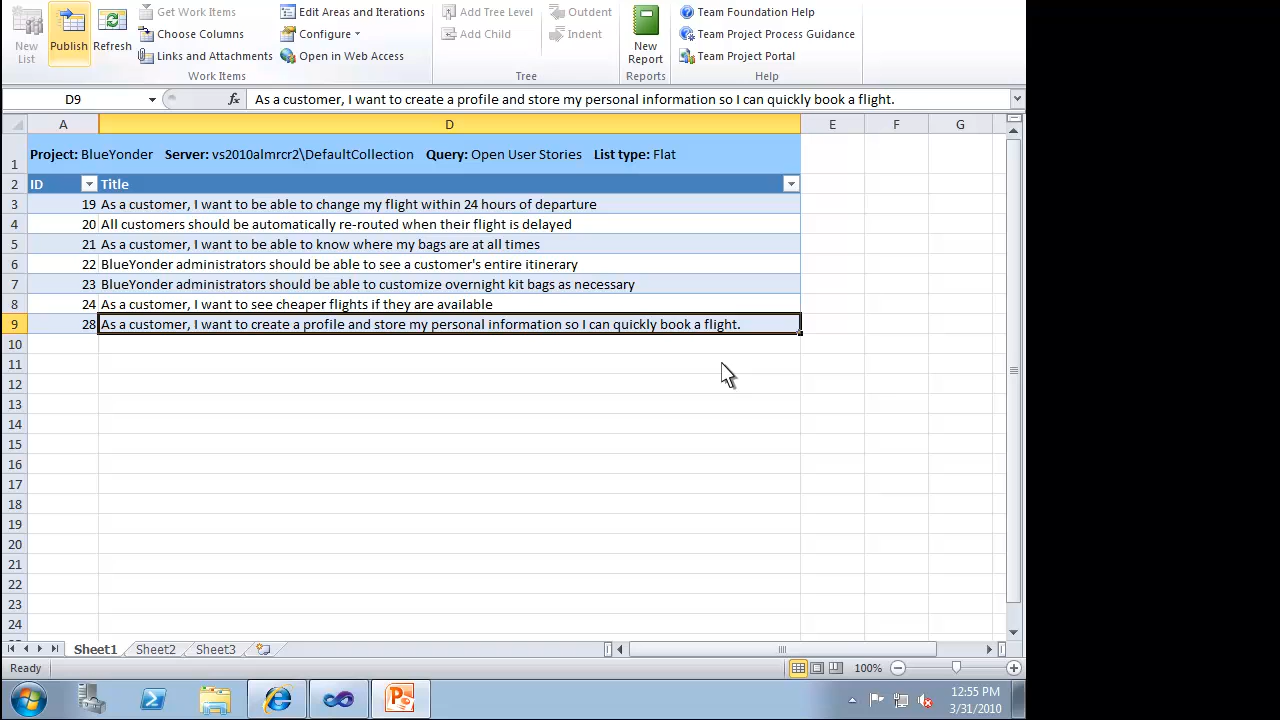 New List
Publish
Refresh
Get Work Items
Choose Columns
Links and Attachments
Edit Areas and Iterations
Configure
Open in Web Access
Work Items
Add Tree Level
Add Child
Outdent
Indent
Tree
New Report
Reports
Team Foundation Help
Team Project Process Guidance
Team Project Portal
Help
D9
fx As a customer, I want to create a profile and store my personal information so I can quickly book a flight.
A D E F G
1 Project: BlueYonder Server: vs2010almrcr2\DefaultCollection Query: Open User Stories List type: Flat
2 ID Title
3 19 As a customer, I want to be able to change my flight within 24 hours of departure
4 20 All customers should be automatically re-routed when their flight is delayed
5 21 As a customer, I want to be able to know where my bags are at all times
6 22 BlueYonder administrators should be able to see a customer's entire itinerary
7 23 BlueYonder administrators should be able to customize overnight kit bags as necessary
8 24 As a customer, I want to see cheaper flights if they are available
9 28 As a customer, I want to create a profile and store my personal information so I can quickly book a flight.
10
11
12
13
14
15
16
17
18
19
20
21
22
23
24
Sheet1 Sheet2 Sheet3
Ready 100%
12:55 PM
3/31/2010